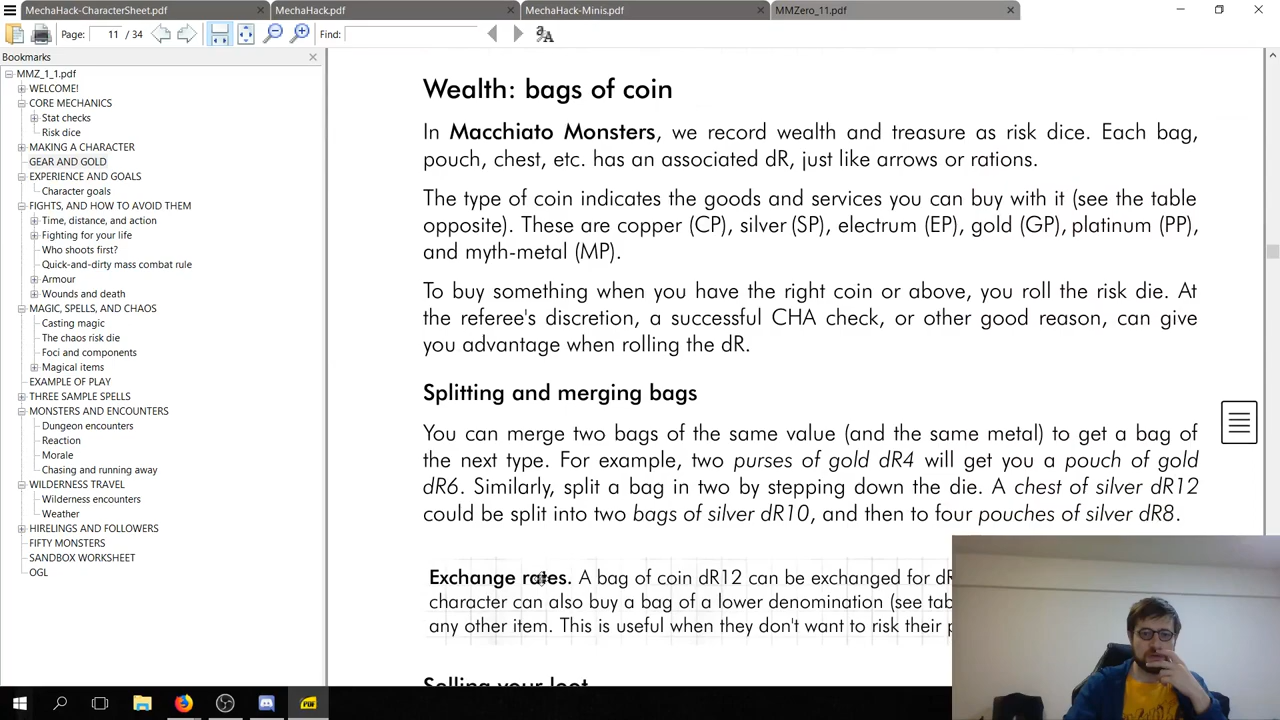 MechaHack-CharacterSheet.pdf
MechaHack.pdf
MechaHack-Minis.pdf
MMZero_11.pdf
Page: 11 / 34
Find:
Bookmarks
MMZ_1_1.pdf
WELCOME!
CORE MECHANICS
Stat checks
Risk dice
MAKING A CHARACTER
GEAR AND GOLD
EXPERIENCE AND GOALS
Character goals
FIGHTS, AND HOW TO AVOID THEM
Time, distance, and action
Fighting for your life
Who shoots first?
Quick-and-dirty mass combat rule
Armour
Wounds and death
MAGIC, SPELLS, AND CHAOS
Casting magic
The chaos risk die
Foci and components
Magical items
EXAMPLE OF PLAY
THREE SAMPLE SPELLS
MONSTERS AND ENCOUNTERS
Dungeon encounters
Reaction
Morale
Chasing and running away
WILDERNESS TRAVEL
Wilderness encounters
Weather
HIRELINGS AND FOLLOWERS
FIFTY MONSTERS
SANDBOX WORKSHEET
OGL
Wealth: bags of coin
In Macchiato Monsters, we record wealth and treasure as risk dice. Each bag,
pouch, chest, etc. has an associated dR, just like arrows or rations.
The type of coin indicates the goods and services you can buy with it (see the table
opposite). These are copper (CP), silver (SP), electrum (EP), gold (GP), platinum (PP),
and myth-metal (MP).
To buy something when you have the right coin or above, you roll the risk die. At
the referee's discretion, a successful CHA check, or other good reason, can give
you advantage when rolling the dR.
Splitting and merging bags
You can merge two bags of the same value (and the same metal) to get a bag of
the next type. For example, two purses of gold dR4 will get you a pouch of gold
dR6. Similarly, split a bag in two by stepping down the die. A chest of silver dR12
could be split into two bags of silver dR10, and then to four pouches of silver dR8.
Exchange rates. A bag of coin dR12 can be exchanged for
character can also buy a bag of a lower denomination (see
any other item. This is useful when they don't want to risk their
Selling your loot
PDF